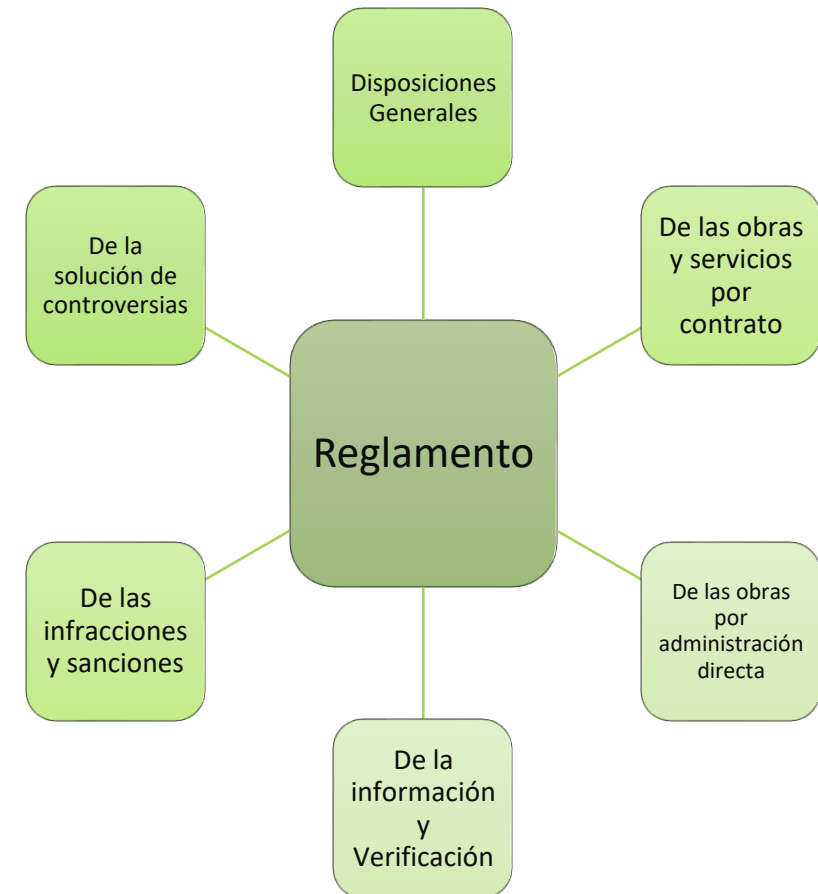 Disposiciones
Generales
De las obras
y servicios
por
contrato
De las obras
por
administración
directa
De la
información
y
Verificación
De las
infracciones
y sanciones
De la
solución de
controversias
Reglamento